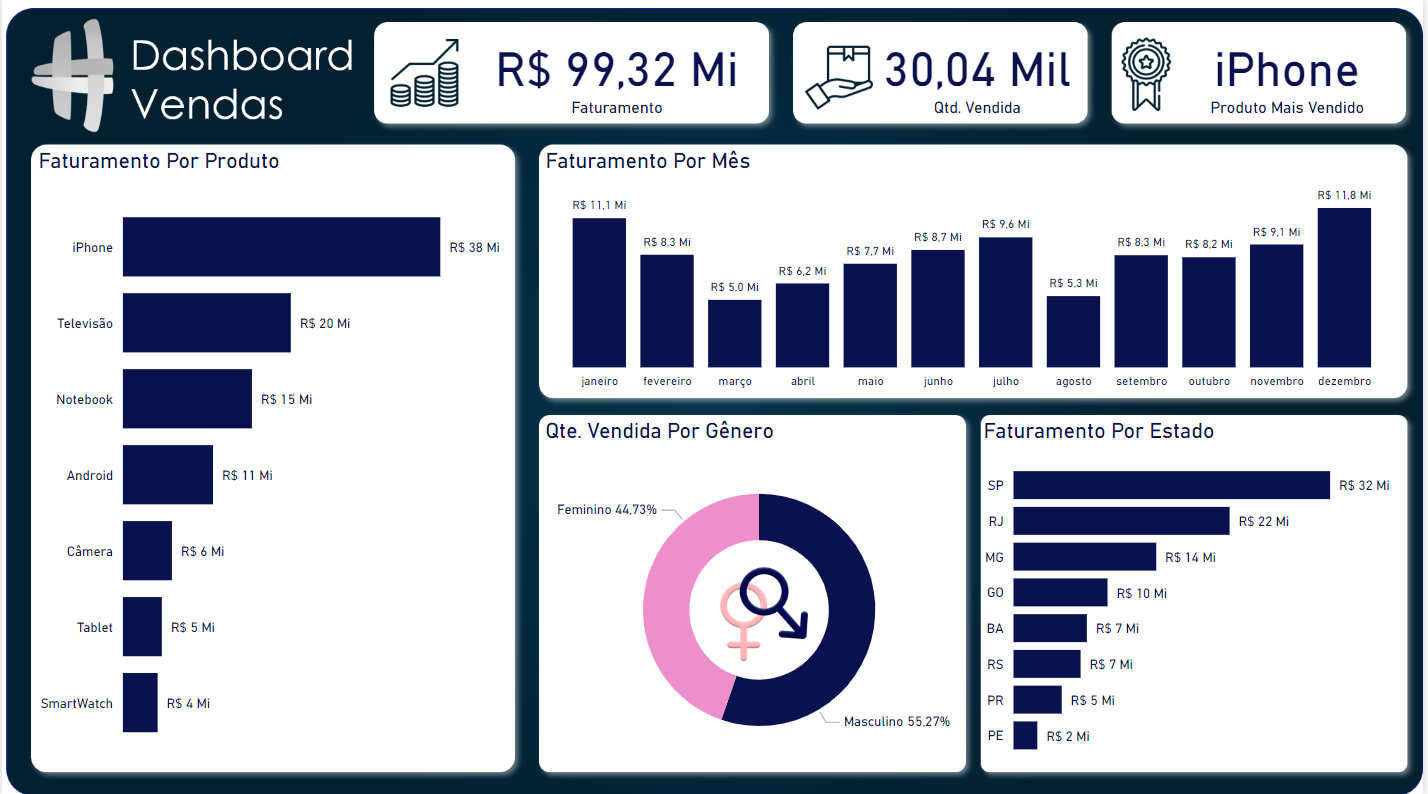 Dashboard
Vendas
R$ 99,32 Mi
Faturamento
30,04 Mil
Qtd. Vendida
iPhone
Produto Mais Vendido
Faturamento Por Produto
iPhone
R$ 38 Mi
Televisão
R$ 20 Mi
Notebook
R$ 15 Mi
Android
R$ 11 Mi
Câmera
R$ 6 Mi
Tablet
R$ 5 Mi
SmartWatch
R$ 4 Mi
Faturamento Por Mês
R$ 11,1 Mi
R$ 8,3 Mi
R$ 5,0 Mi
R$ 6,2 Mi
R$ 7,7 Mi
R$ 8,7 Mi
R$ 9,6 Mi
R$ 5,3 Mi
R$ 8,3 Mi
R$ 8,2 Mi
R$ 9,1 Mi
R$ 11,8 Mi
janeiro
fevereiro
março
abril
maio
junho
julho
agosto
setembro
outubro
novembro
dezembro
Qte. Vendida Por Gênero
Feminino 44,73%
Masculino 55,27%
Faturamento Por Estado
SP
R$ 32 Mi
RJ
R$ 22 Mi
MG
R$ 14 Mi
GO
R$ 10 Mi
BA
R$ 7 Mi
RS
R$ 7 Mi
PR
R$ 5 Mi
PE
R$ 2 Mi